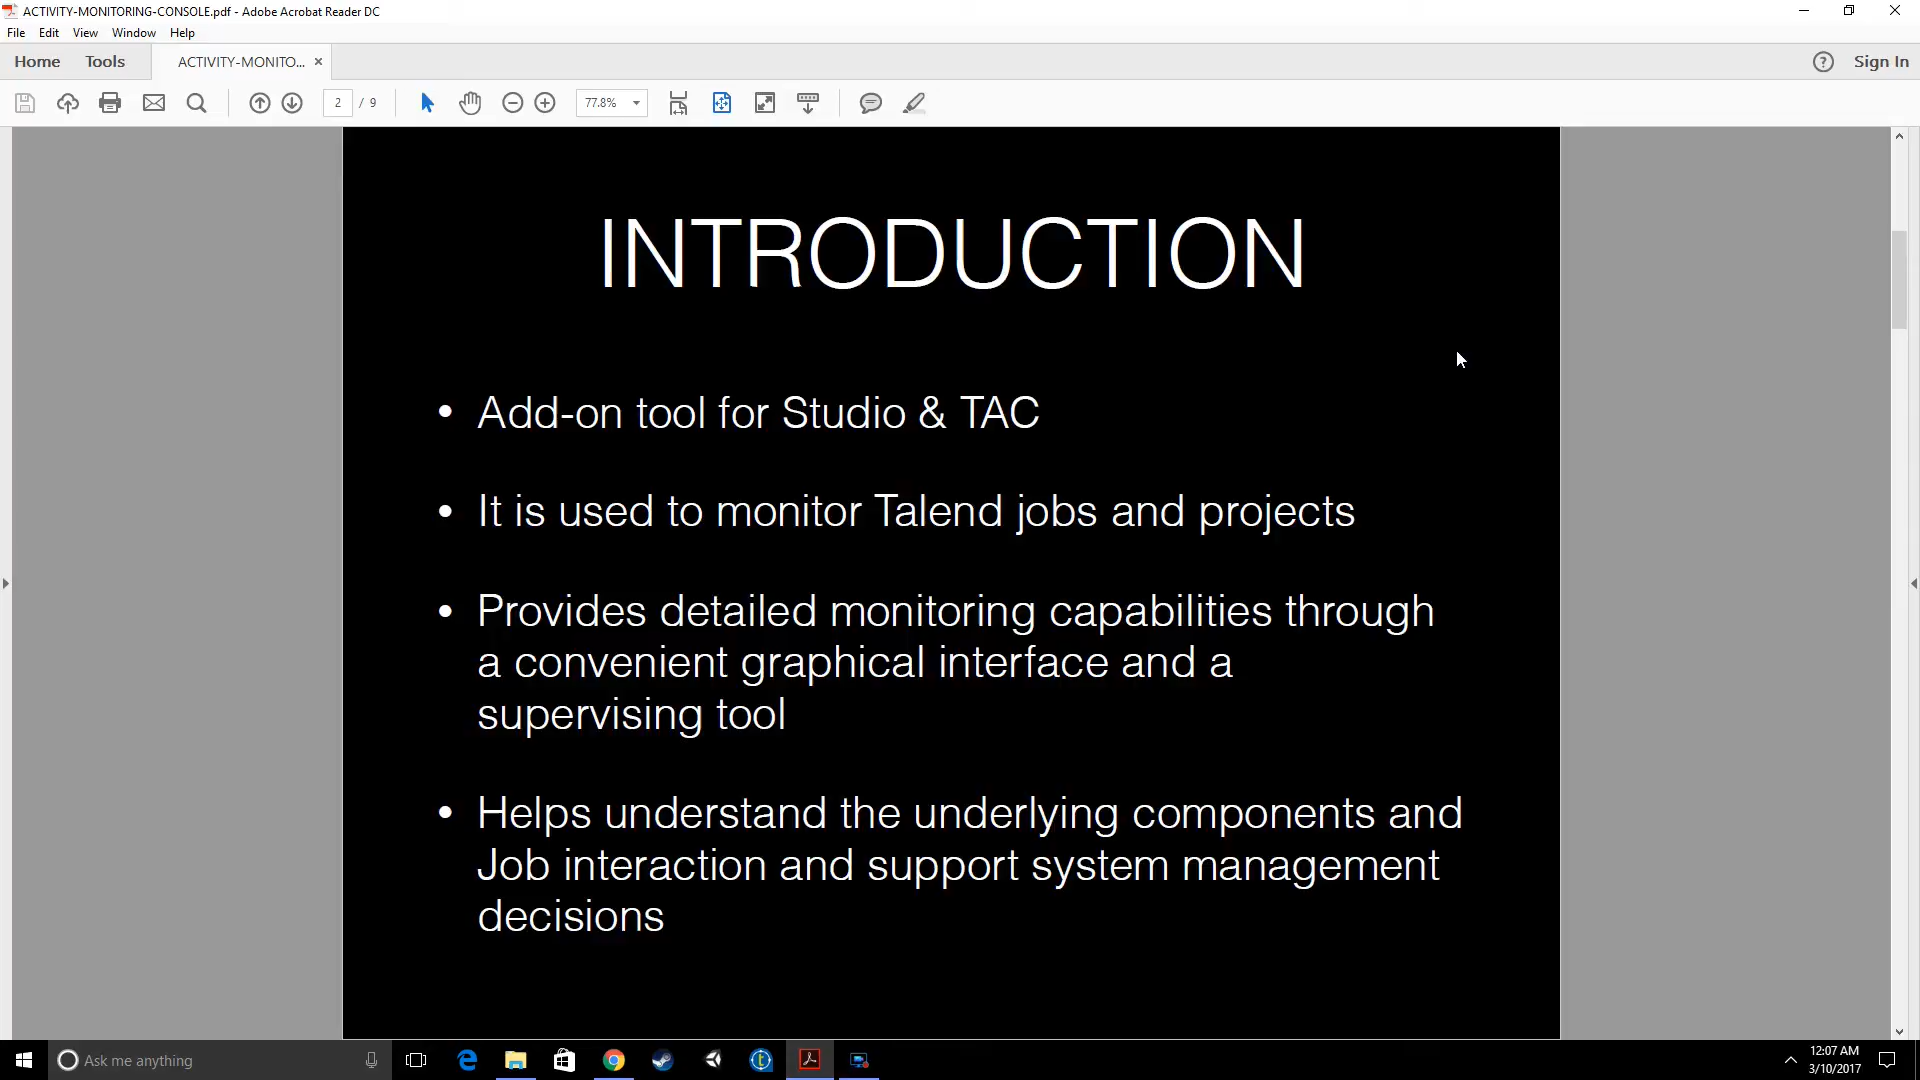 ACTIVITY-MONITORING-CONSOLE.pdf - Adobe Acrobat Reader DC
File Edit View Window Help
Home Tools ACTIVITY-MONITO... × Sign In
2 / 9 77.8%
INTRODUCTION
• Add-on tool for Studio & TAC
• It is used to monitor Talend jobs and projects
• Provides detailed monitoring capabilities through
a convenient graphical interface and a
supervising tool
• Helps understand the underlying components and
Job interaction and support system management
decisions
Ask me anything
12:07 AM
3/10/2017